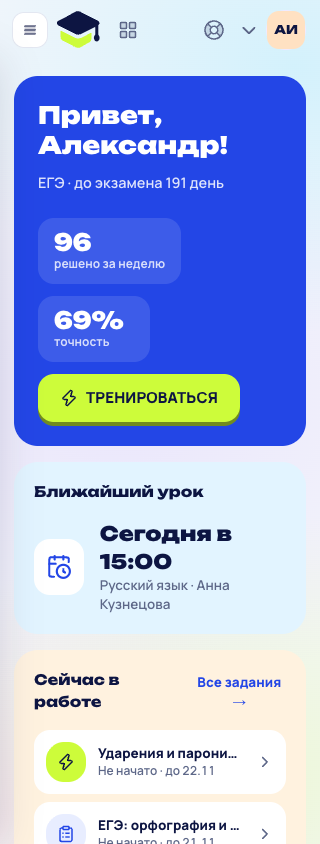 АИ
Привет,
Александр!
ЕГЭ · до экзамена 191 день
96
решено за неделю
69%
точность
ТРЕНИРОВАТЬСЯ
Ближайший урок
Сегодня в
15:00
Русский язык · Анна
Кузнецова
Сейчас в
работе
Все задания
→
Ударения и парони...
Не начато · до 22.11
ЕГЭ: орфография и ...
Не начато · до 21.11